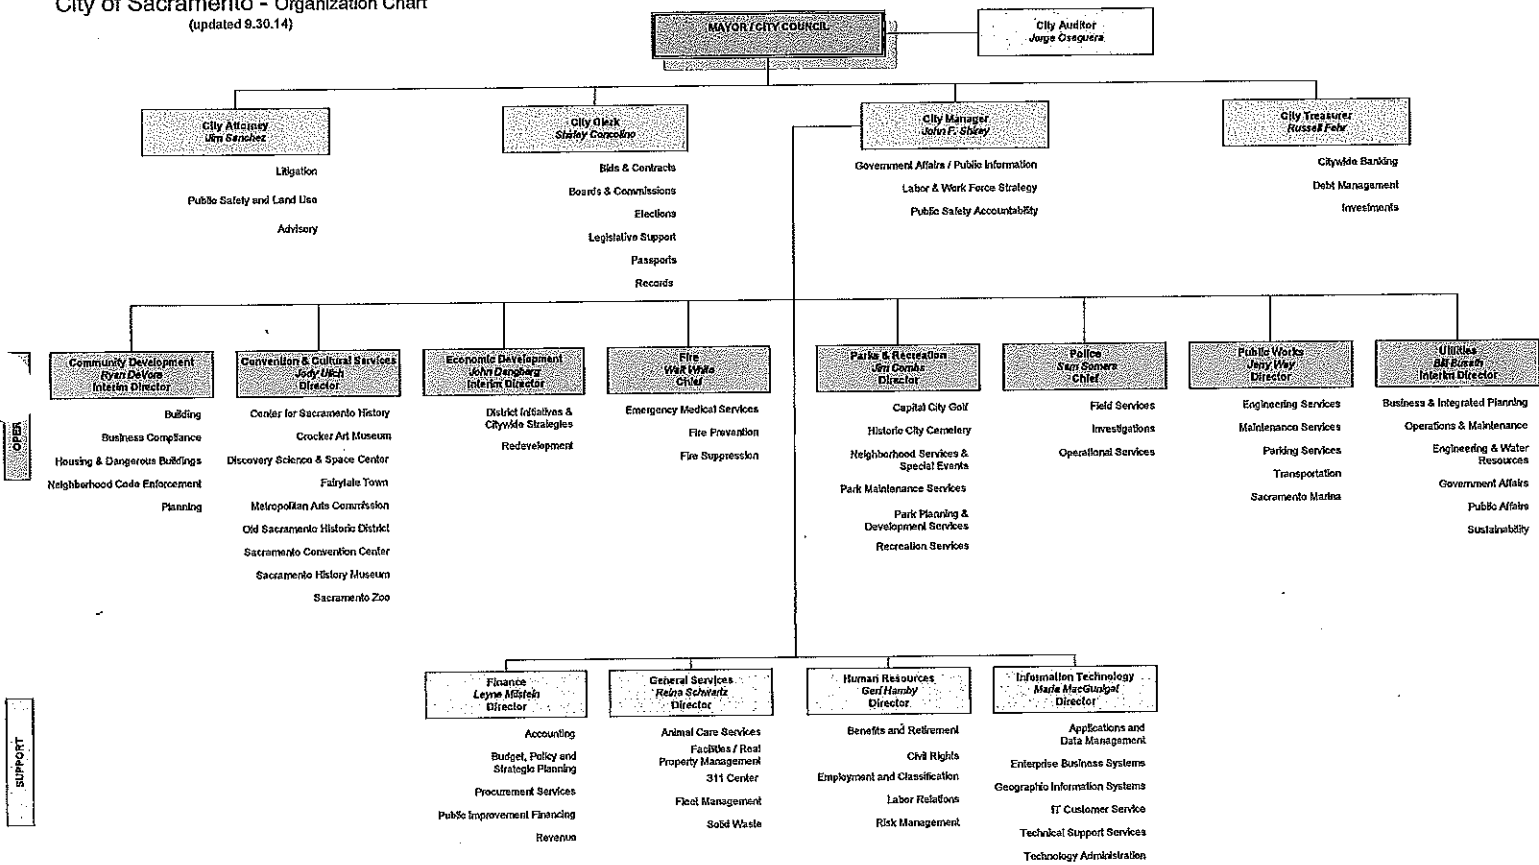 City of Sacramento - Organization Chart
(updated 9.30.14)
MAYOR / CITY COUNCIL
City Auditor
Jorge Oseguera
City Attorney
Jim Sanchez
Litigation
Public Safety and Land Use
Advisory
City Clerk
Shirley Concolino
Bids & Contracts
Boards & Commissions
Elections
Legislative Support
Passports
Records
City Manager
John F. Shirey
Government Affairs / Public Information
Labor & Work Force Strategy
Public Safety Accountability
City Treasurer
Russell Fehr
Citywide Banking
Debt Management
Investments
OPER
Community Development
Ryan DeVore
Interim Director
Building
Business Compliance
Housing & Dangerous Buildings
Neighborhood Code Enforcement
Planning
Convention & Cultural Services
Jody Ulich
Director
Center for Sacramento History
Crocker Art Museum
Discovery Science & Space Center
Fairytale Town
Metropolitan Arts Commission
Old Sacramento Historic District
Sacramento Convention Center
Sacramento History Museum
Sacramento Zoo
Economic Development
John Dangberg
Interim Director
District Initiatives &
Citywide Strategies
Redevelopment
Fire
Walt White
Chief
Emergency Medical Services
Fire Prevention
Fire Suppression
Parks & Recreation
Jim Combs
Director
Capital City Golf
Historic City Cemetery
Neighborhood Services &
Special Events
Park Maintenance Services
Park Planning &
Development Services
Recreation Services
Police
Sam Somers
Chief
Field Services
Investigations
Operational Services
Public Works
Jerry Way
Director
Engineering Services
Maintenance Services
Parking Services
Transportation
Sacramento Marina
Utilities
Bill Busath
Interim Director
Business & Integrated Planning
Operations & Maintenance
Engineering & Water
Resources
Government Affairs
Public Affairs
Sustainability
SUPPORT
Finance
Leyne Milstein
Director
Accounting
Budget, Policy and
Strategic Planning
Procurement Services
Public Improvement Financing
Revenue
General Services
Reina Schwartz
Director
Animal Care Services
Facilities / Real
Property Management
311 Center
Fleet Management
Solid Waste
Human Resources
Geri Hamby
Director
Benefits and Retirement
Civil Rights
Employment and Classification
Labor Relations
Risk Management
Information Technology
Maria MacGunigal
Director
Applications and
Data Management
Enterprise Business Systems
Geographic Information Systems
IT Customer Service
Technical Support Services
Technology Administration